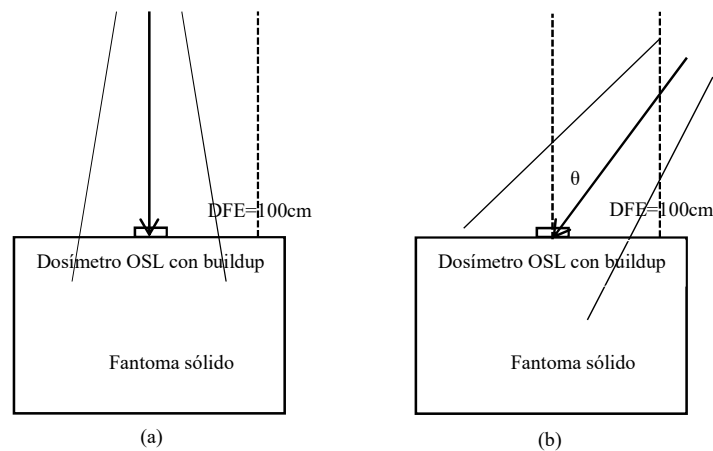 DFE=100cm
Dosímetro OSL con buildup
Fantoma sólido
(a)
θ
DFE=100cm
Dosímetro OSL con buildup
Fantoma sólido
(b)